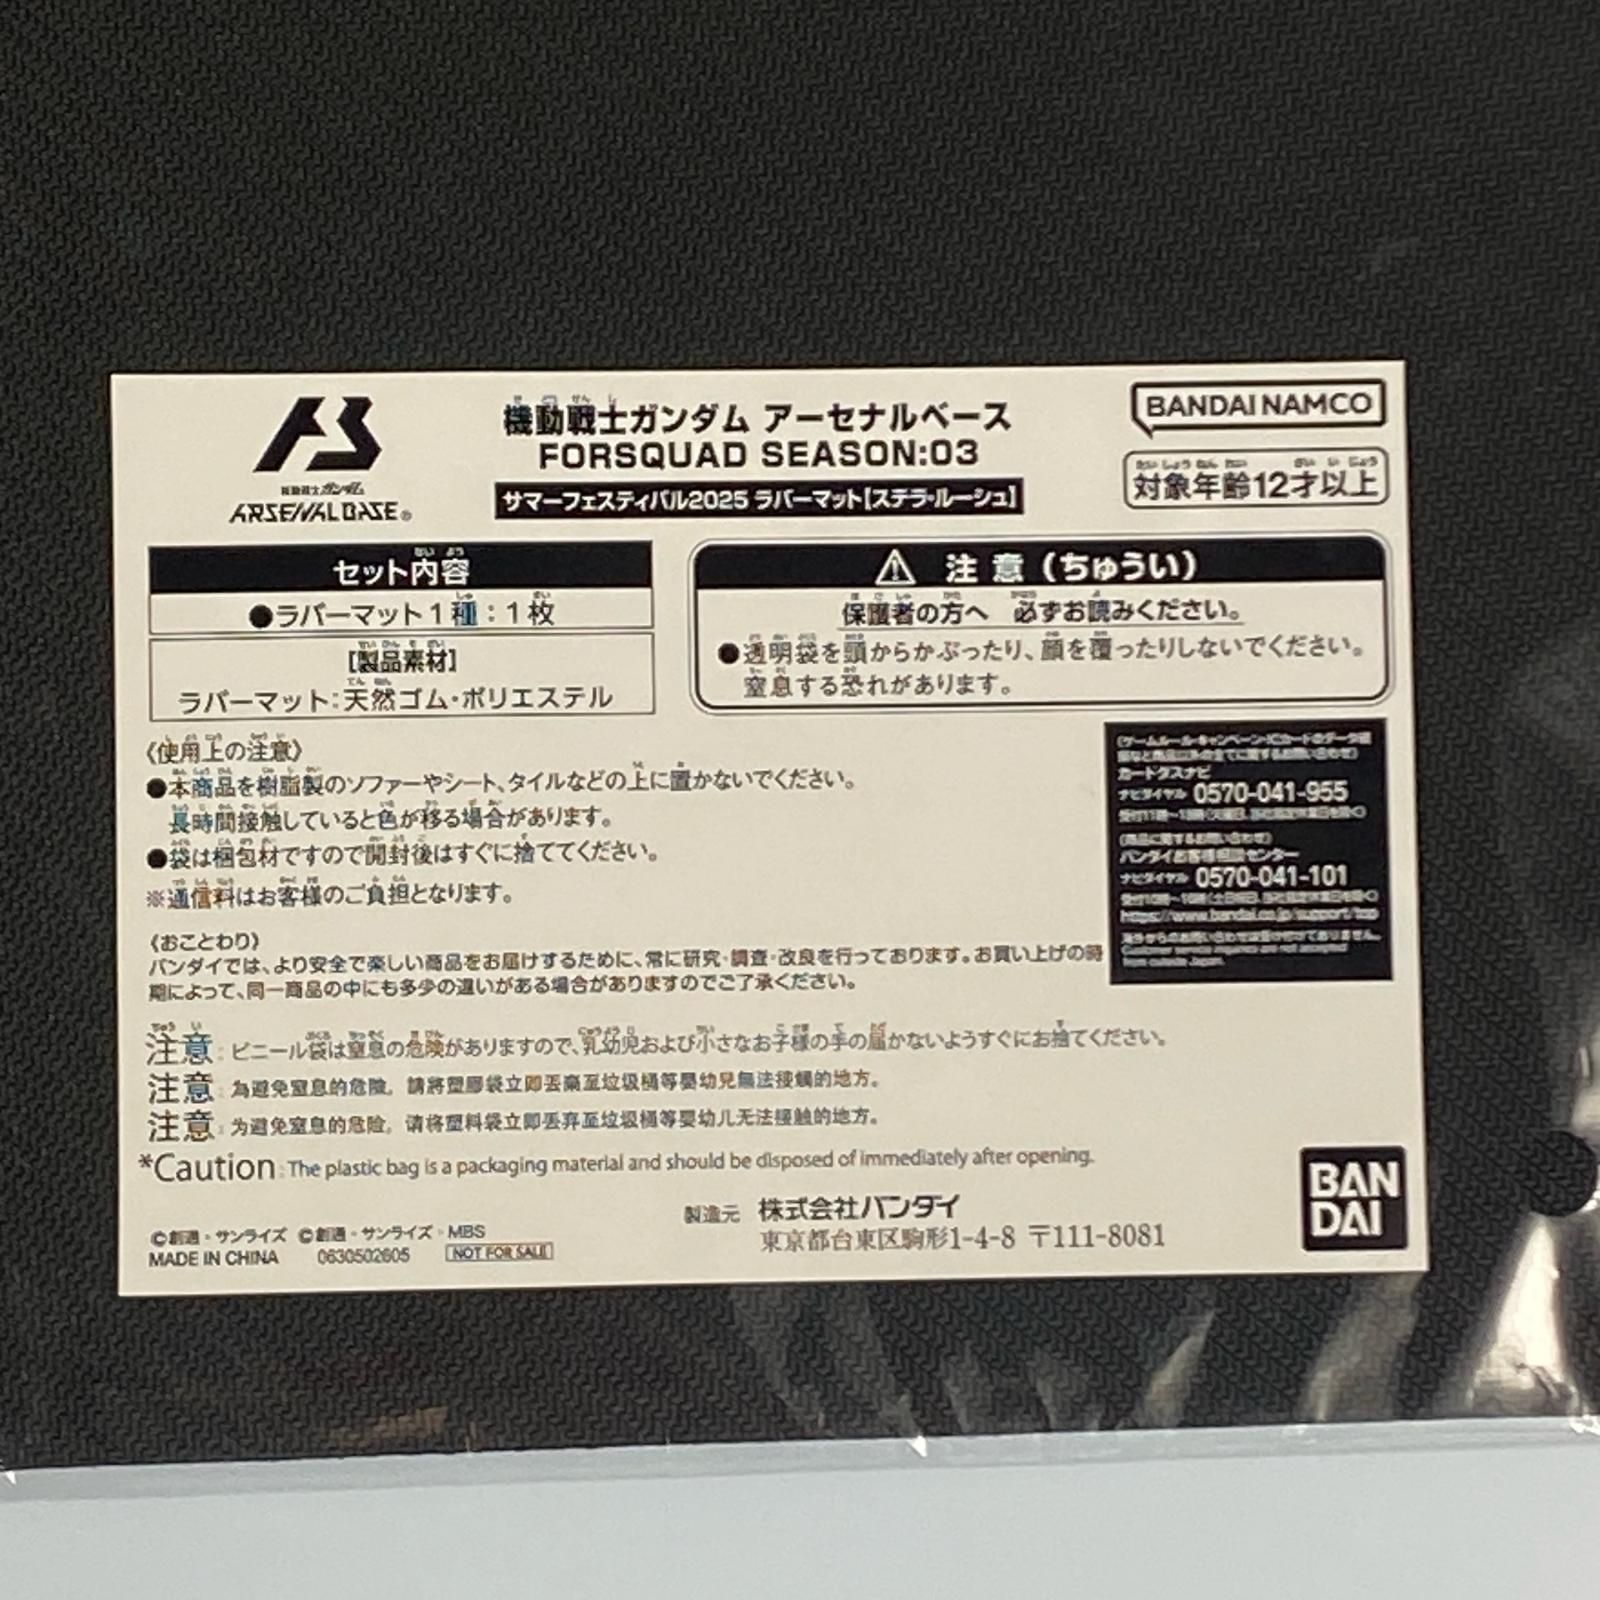 機動戦士ガンダム アーセナルベース
FORSQUAD SEASON:03
サマーフェスティバル2025 ラバーマット[ステラ・ルーシュ]
機動戦士ガンダム
ARSENAL BASE®
BANDAI NAMCO
対象年齢12才以上
セット内容
●ラバーマット1種:1枚
[製品素材]
ラバーマット:天然ゴム・ポリエステル
注意(ちゅうい)
保護者の方へ 必ずお読みください。
●透明袋を頭からかぶったり、顔を覆ったりしないでください。
窒息する恐れがあります。
《使用上の注意》
●本商品を樹脂製のソファーやシート、タイルなどの上に置かないでください。
長時間接触していると色が移る場合があります。
●袋は梱包材ですので開封後はすぐに捨ててください。
※通信料はお客様のご負担となります。
カードダスナビ
ナビダイヤル 0570-041-955
(商品に関するお問い合わせ)
バンダイお客様相談センター
ナビダイヤル 0570-041-101
《おことわり》
バンダイでは、より安全で楽しい商品をお届けするために、常に研究・調査・改良を行っております。お買い上げの時
期によって、同一商品の中にも多少の違いがある場合がありますのでご了承ください。
注意:ビニール袋は窒息の危険がありますので、乳幼児および小さなお子様の手の届かないようすぐにお捨てください。
注意:為避免窒息的危險,請將塑膠袋立即丟棄至垃圾桶等嬰幼兒無法接觸的地方。
注意:为避免窒息的危险,请将塑料袋立即丢弃至垃圾桶等婴幼儿无法接触的地方。
*Caution:The plastic bag is a packaging material and should be disposed of immediately after opening.
製造元 株式会社バンダイ
東京都台東区駒形1-4-8 〒111-8081
©創通・サンライズ ©創通・サンライズ・MBS
MADE IN CHINA 0630502605 NOT FOR SALE
BAN
DAI